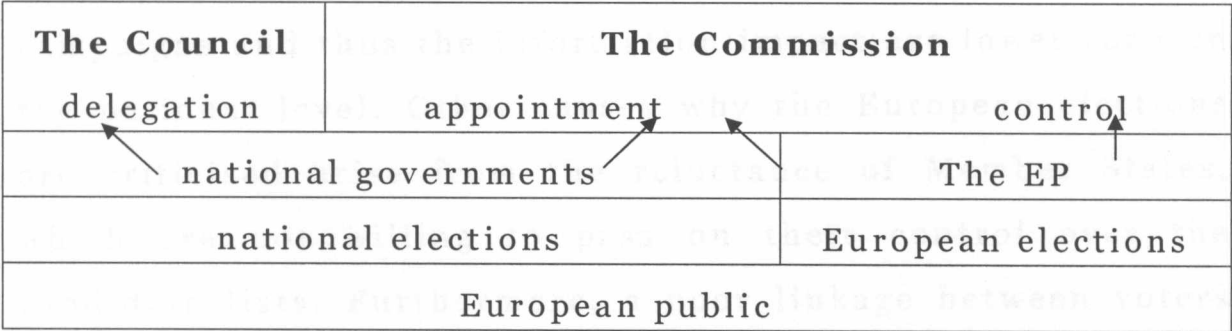 The Council The Commission
delegation appointment control
national governments The EP
national elections European elections
European public